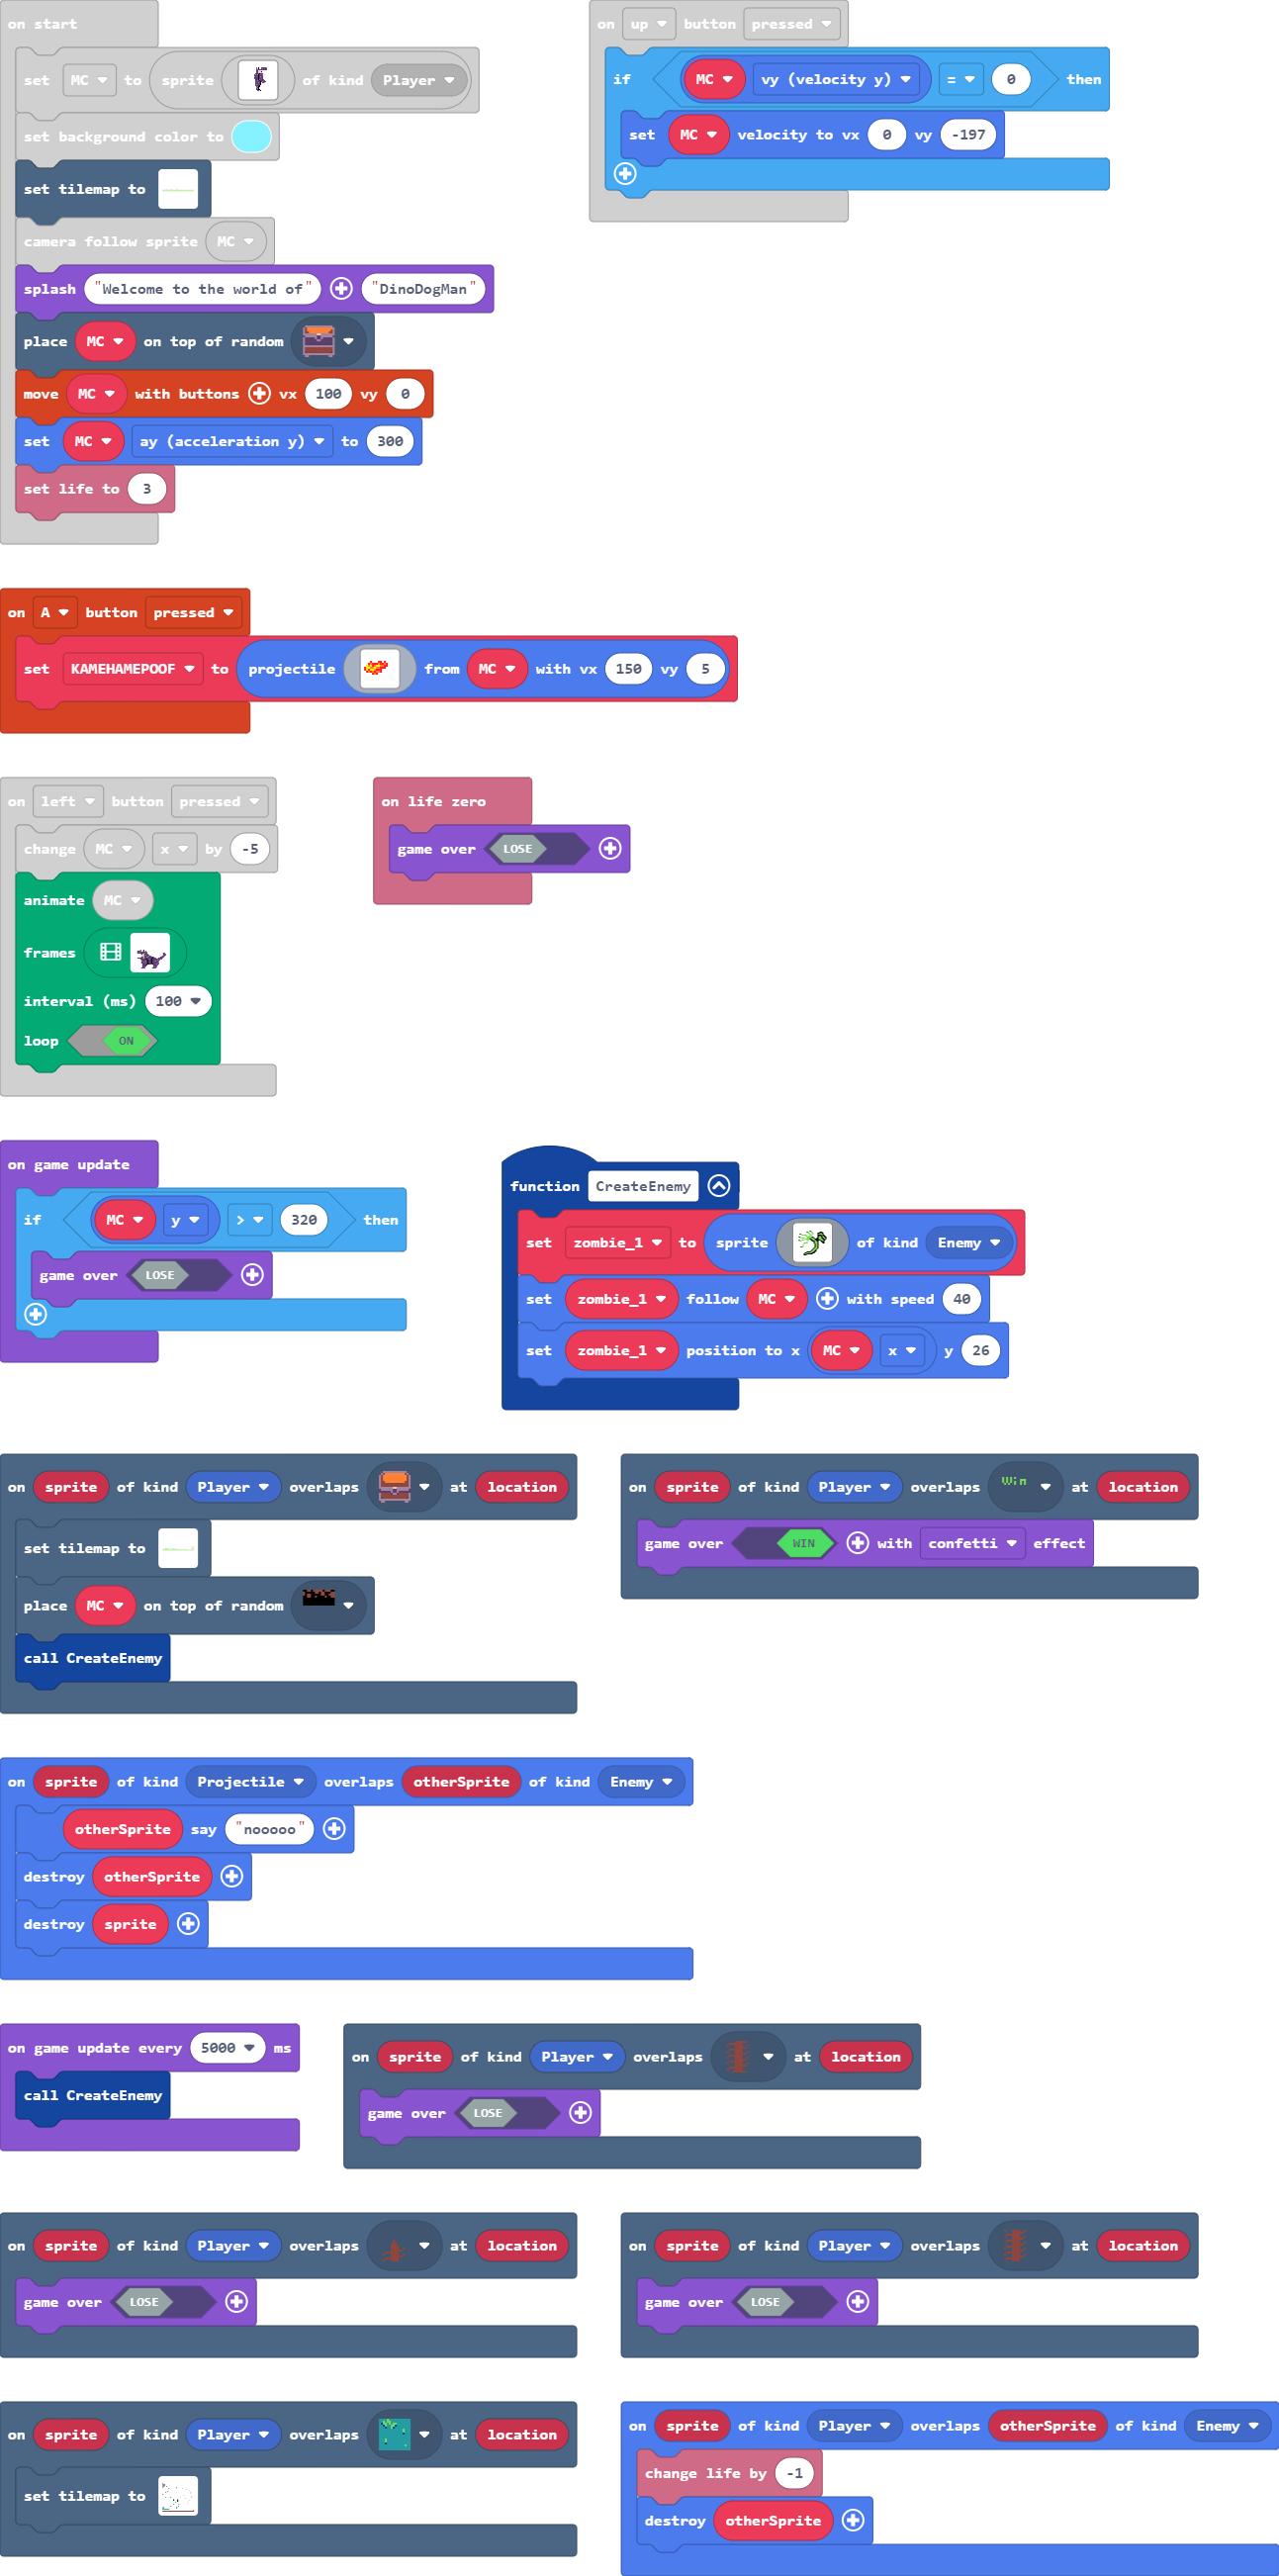 on start
set MC to sprite of kind Player
set background color to
set tilemap to
camera follow sprite MC
splash "Welcome to the world of" "DinoDogMan"
place MC on top of random
move MC with buttons vx 100 vy 0
set MC ay (acceleration y) to 300
set life to 3
on up button pressed
if MC vy (velocity y) = 0 then
set MC velocity to vx 0 vy -197
on A button pressed
set KAMEHAMEPOOF to projectile from MC with vx 150 vy 5
on left button pressed
change MC x by -5
animate MC
frames
interval (ms) 100
loop ON
on life zero
game over LOSE
on game update
if MC y > 320 then
game over LOSE
function CreateEnemy
set zombie_1 to sprite of kind Enemy
set zombie_1 follow MC with speed 40
set zombie_1 position to x MC x y 26
on sprite of kind Player overlaps at location
set tilemap to
place MC on top of random
call CreateEnemy
on sprite of kind Player overlaps Win at location
game over WIN with confetti effect
on sprite of kind Projectile overlaps otherSprite of kind Enemy
otherSprite say "nooooo"
destroy otherSprite
destroy sprite
on game update every 5000 ms
call CreateEnemy
on sprite of kind Player overlaps at location
game over LOSE
on sprite of kind Player overlaps at location
game over LOSE
on sprite of kind Player overlaps at location
game over LOSE
on sprite of kind Player overlaps at location
set tilemap to
on sprite of kind Player overlaps otherSprite of kind Enemy
change life by -1
destroy otherSprite